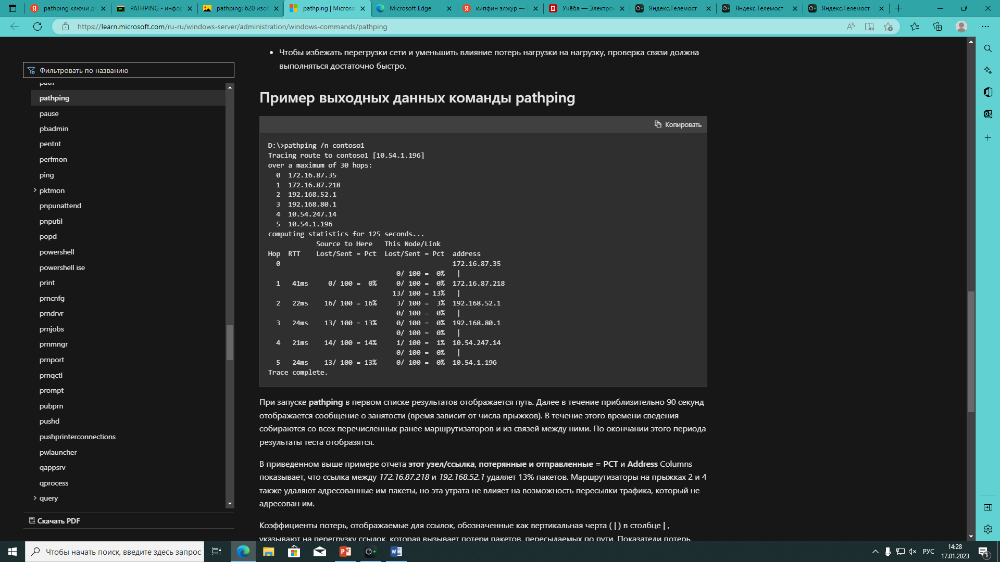 pathping ключи дл
PATHPING - инфор
pathping: 620 изоб
pathping | Microso
Microsoft Edge
кипфин элжур —
Учёба — Электрон
Яндекс.Телемост
Яндекс.Телемост
Яндекс.Телемост
https://learn.microsoft.com/ru-ru/windows-server/administration/windows-commands/pathping
Фильтровать по названию
path
pathping
pause
pbadmin
pentnt
perfmon
ping
pktmon
pnpunattend
pnputil
popd
powershell
powershell ise
print
prncnfg
prndrvr
prnjobs
prnmngr
prnport
prnqctl
prompt
pubprn
pushd
pushprinterconnections
pwlauncher
qappsrv
qprocess
query
Скачать PDF
• Чтобы избежать перегрузки сети и уменьшить влияние потерь нагрузки на нагрузку, проверка связи должна
выполняться достаточно быстро.
Пример выходных данных команды pathping
Копировать
D:\>pathping /n contoso1
Tracing route to contoso1 [10.54.1.196]
over a maximum of 30 hops:
  0  172.16.87.35
  1  172.16.87.218
  2  192.168.52.1
  3  192.168.80.1
  4  10.54.247.14
  5  10.54.1.196
computing statistics for 125 seconds...
            Source to Here   This Node/Link
Hop  RTT    Lost/Sent = Pct  Lost/Sent = Pct  address
  0                                           172.16.87.35
                                0/ 100 =  0%   |
  1   41ms     0/ 100 =  0%     0/ 100 =  0%  172.16.87.218
                               13/ 100 = 13%   |
  2   22ms    16/ 100 = 16%     3/ 100 =  3%  192.168.52.1
                                0/ 100 =  0%   |
  3   24ms    13/ 100 = 13%     0/ 100 =  0%  192.168.80.1
                                0/ 100 =  0%   |
  4   21ms    14/ 100 = 14%     1/ 100 =  1%  10.54.247.14
                                0/ 100 =  0%   |
  5   24ms    13/ 100 = 13%     0/ 100 =  0%  10.54.1.196
Trace complete.
При запуске pathping в первом списке результатов отображается путь. Далее в течение приблизительно 90 секунд
отображается сообщение о занятости (время зависит от числа прыжков). В течение этого времени сведения
собираются со всех перечисленных ранее маршрутизаторов и из связей между ними. По окончании этого периода
результаты теста отобразятся.
В приведенном выше примере отчета этот узел/ссылка, потерянные и отправленные = PCT и Address Columns
показывает, что ссылка между 172.16.87.218 и 192.168.52.1 удаляет 13% пакетов. Маршрутизаторы на прыжках 2 и 4
также удаляют адресованные им пакеты, но эта утрата не влияет на возможность пересылки трафика, который не
адресован им.
Коэффициенты потерь, отображаемые для ссылок, обозначенные как вертикальная черта ( | ) в столбце | ,
указывают на перегрузку ссылок, которая вызывает потери пакетов, пересылаемых по пути. Показатели потерь,
Чтобы начать поиск, введите здесь запрос
РУС
14:28
17.01.2023
1